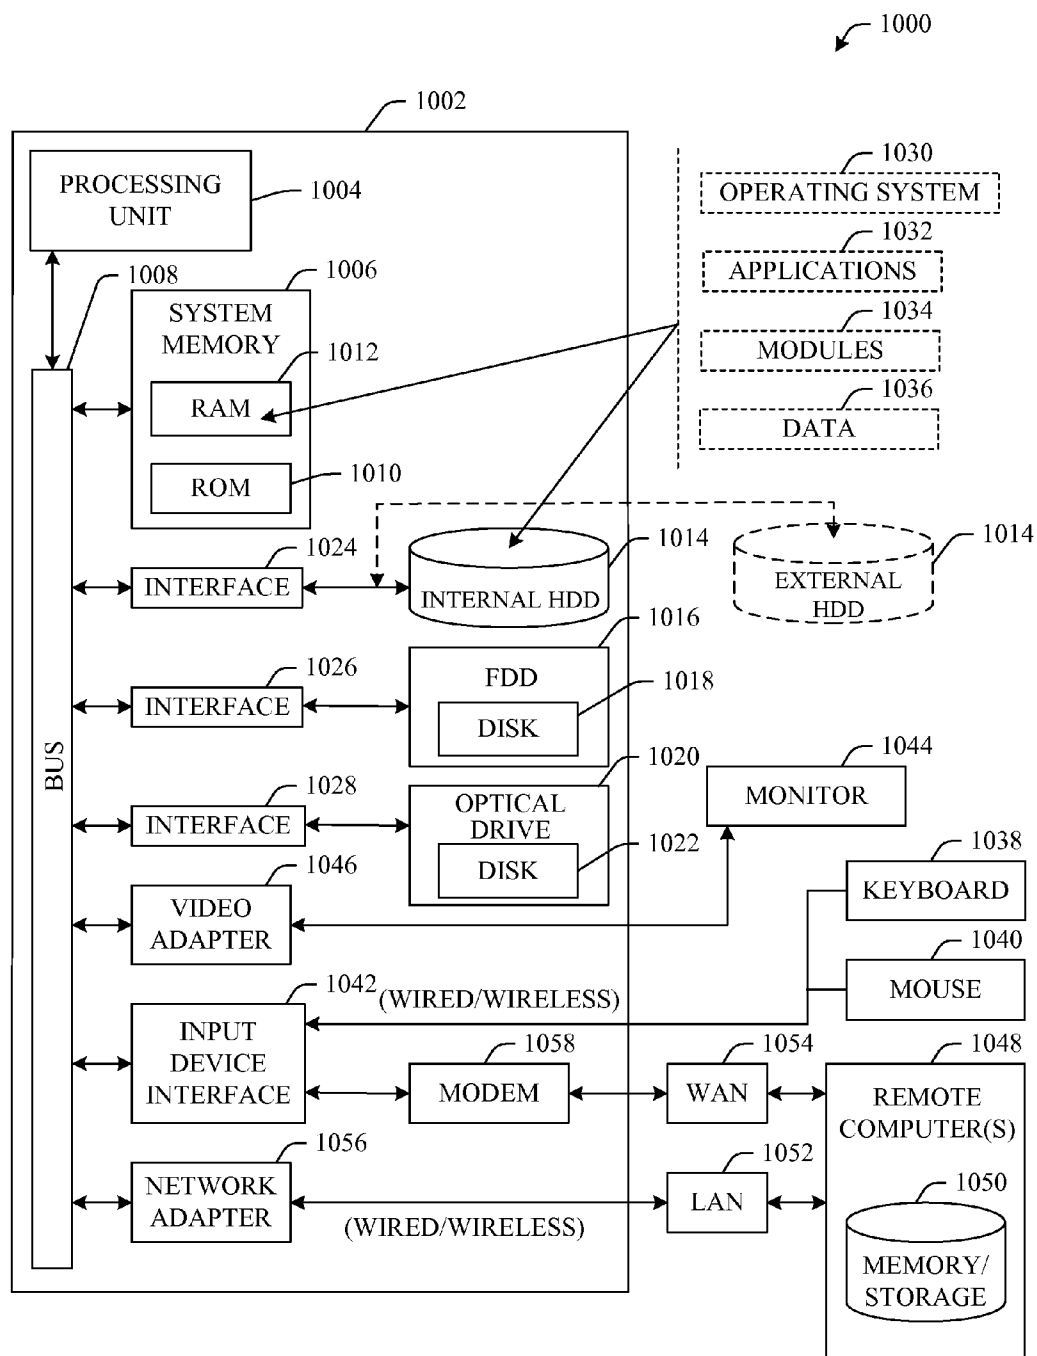 1000
1002
PROCESSING
UNIT
1004
1008
1006
SYSTEM
MEMORY
1012
RAM
1010
ROM
1030
OPERATING SYSTEM
1032
APPLICATIONS
1034
MODULES
1036
DATA
BUS
1024
INTERFACE
1014
INTERNAL HDD
1014
EXTERNAL
HDD
1026
INTERFACE
1016
FDD
1018
DISK
1028
INTERFACE
1020
OPTICAL
DRIVE
1022
DISK
1044
MONITOR
1046
VIDEO
ADAPTER
1038
KEYBOARD
1040
MOUSE
1042
(WIRED/WIRELESS)
INPUT
DEVICE
INTERFACE
1058
MODEM
1054
WAN
1048
REMOTE
COMPUTER(S)
1056
NETWORK
ADAPTER
(WIRED/WIRELESS)
1052
LAN
1050
MEMORY/
STORAGE